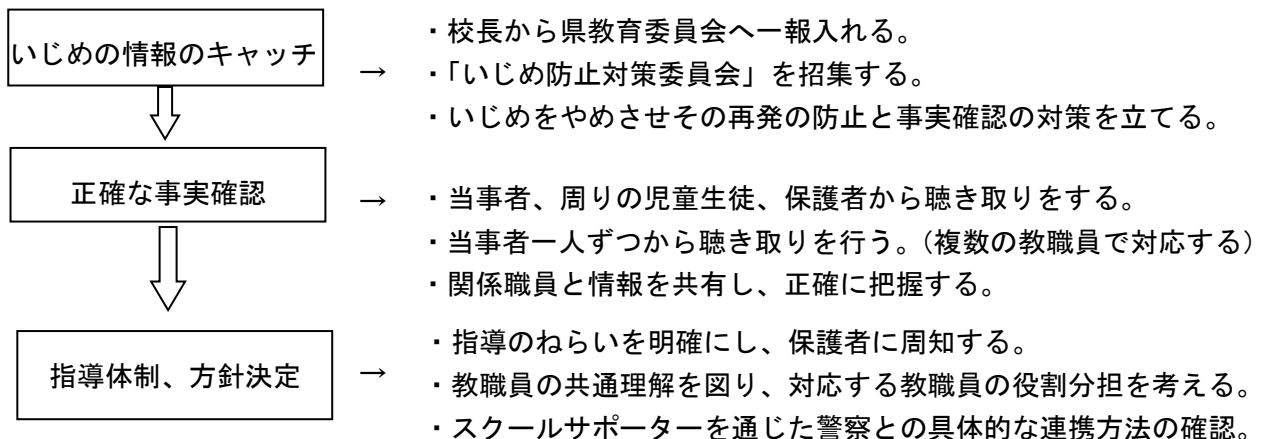 いじめの情報のキャッチ
→
・校長から県教育委員会へ一報入れる。
・「いじめ防止対策委員会」を招集する。
・いじめをやめさせその再発の防止と事実確認の対策を立てる。
正確な事実確認
→
・当事者、周りの児童生徒、保護者から聴き取りをする。
・当事者一人ずつから聴き取りを行う。(複数の教職員で対応する)
・関係職員と情報を共有し、正確に把握する。
指導体制、方針決定
→
・指導のねらいを明確にし、保護者に周知する。
・教職員の共通理解を図り、対応する教職員の役割分担を考える。
・スクールサポーターを通じた警察との具体的な連携方法の確認。